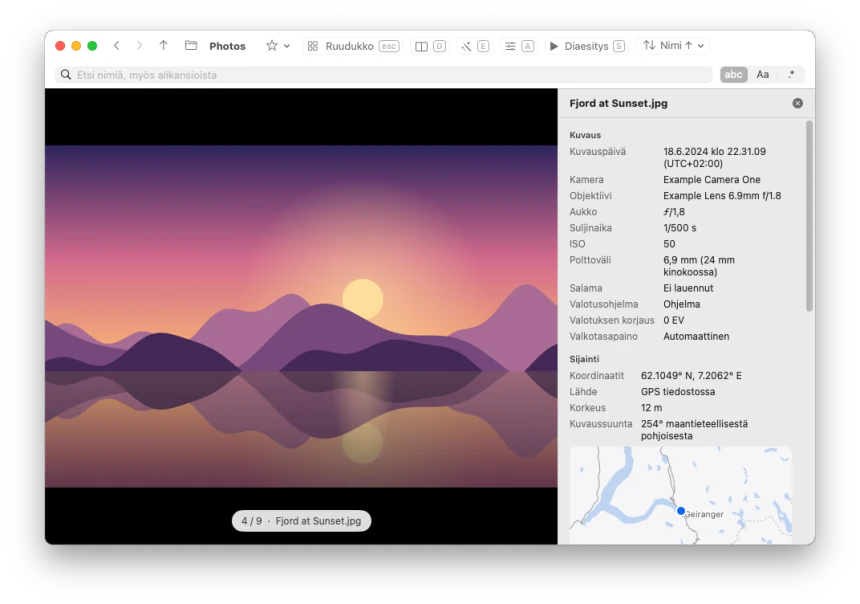 Photos
Ruudukko esc
D
E
A
Diaesitys S
Nimi
Etsi nimiä, myös alikansioista
abc Aa .*
Fjord at Sunset.jpg
Kuvaus
Kuvauspäivä 18.6.2024 klo 22.31.09
(UTC+02:00)
Kamera Example Camera One
Objektiivi Example Lens 6.9mm f/1.8
Aukko ƒ/1,8
Suljinaika 1/500 s
ISO 50
Polttoväli 6,9 mm (24 mm
kinokoossa)
Salama Ei lauennut
Valotusohjelma Ohjelma
Valotuksen korjaus 0 EV
Valkotasapaino Automaattinen
Sijainti
Koordinaatit 62.1049° N, 7.2062° E
Lähde GPS tiedostossa
Korkeus 12 m
Kuvaussuunta 254° maantieteellisestä
pohjoisesta
Geiranger
4 / 9 · Fjord at Sunset.jpg